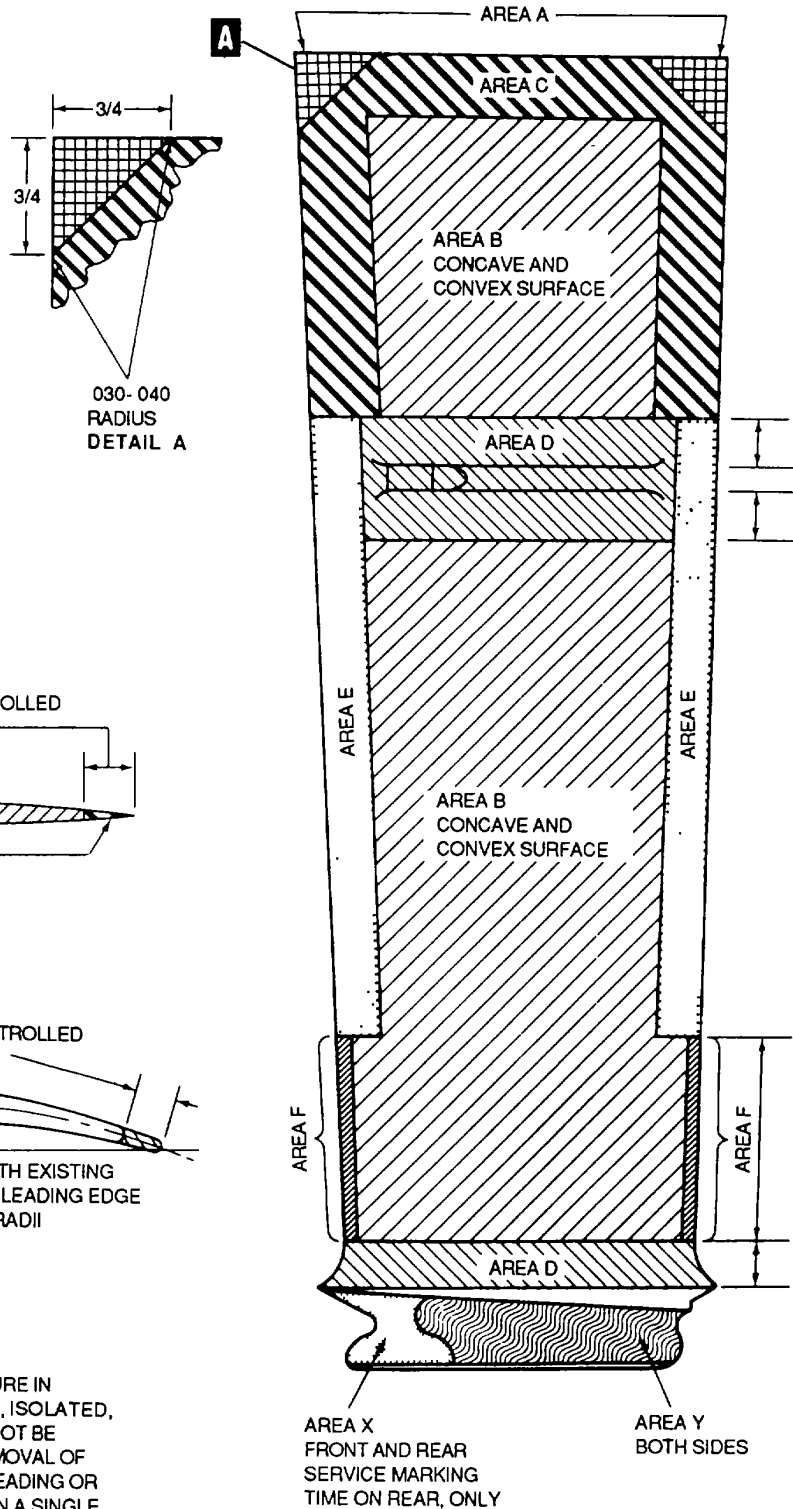 AREA A
A
AREA C
3/4
3/4
AREA B
CONCAVE AND
CONVEX SURFACE
030-040
RADIUS
DETAIL A
AREA D
OLLED
AREA E
AREA E
AREA B
CONCAVE AND
CONVEX SURFACE
TROLLED
TH EXISTING
LEADING EDGE
RADII
AREA F
AREA F
AREA D
URE IN
, ISOLATED,
OT BE
MOVAL OF
EADING OR
N A SINGLE
AREA X
FRONT AND REAR
SERVICE MARKING
TIME ON REAR, ONLY
AREA Y
BOTH SIDES